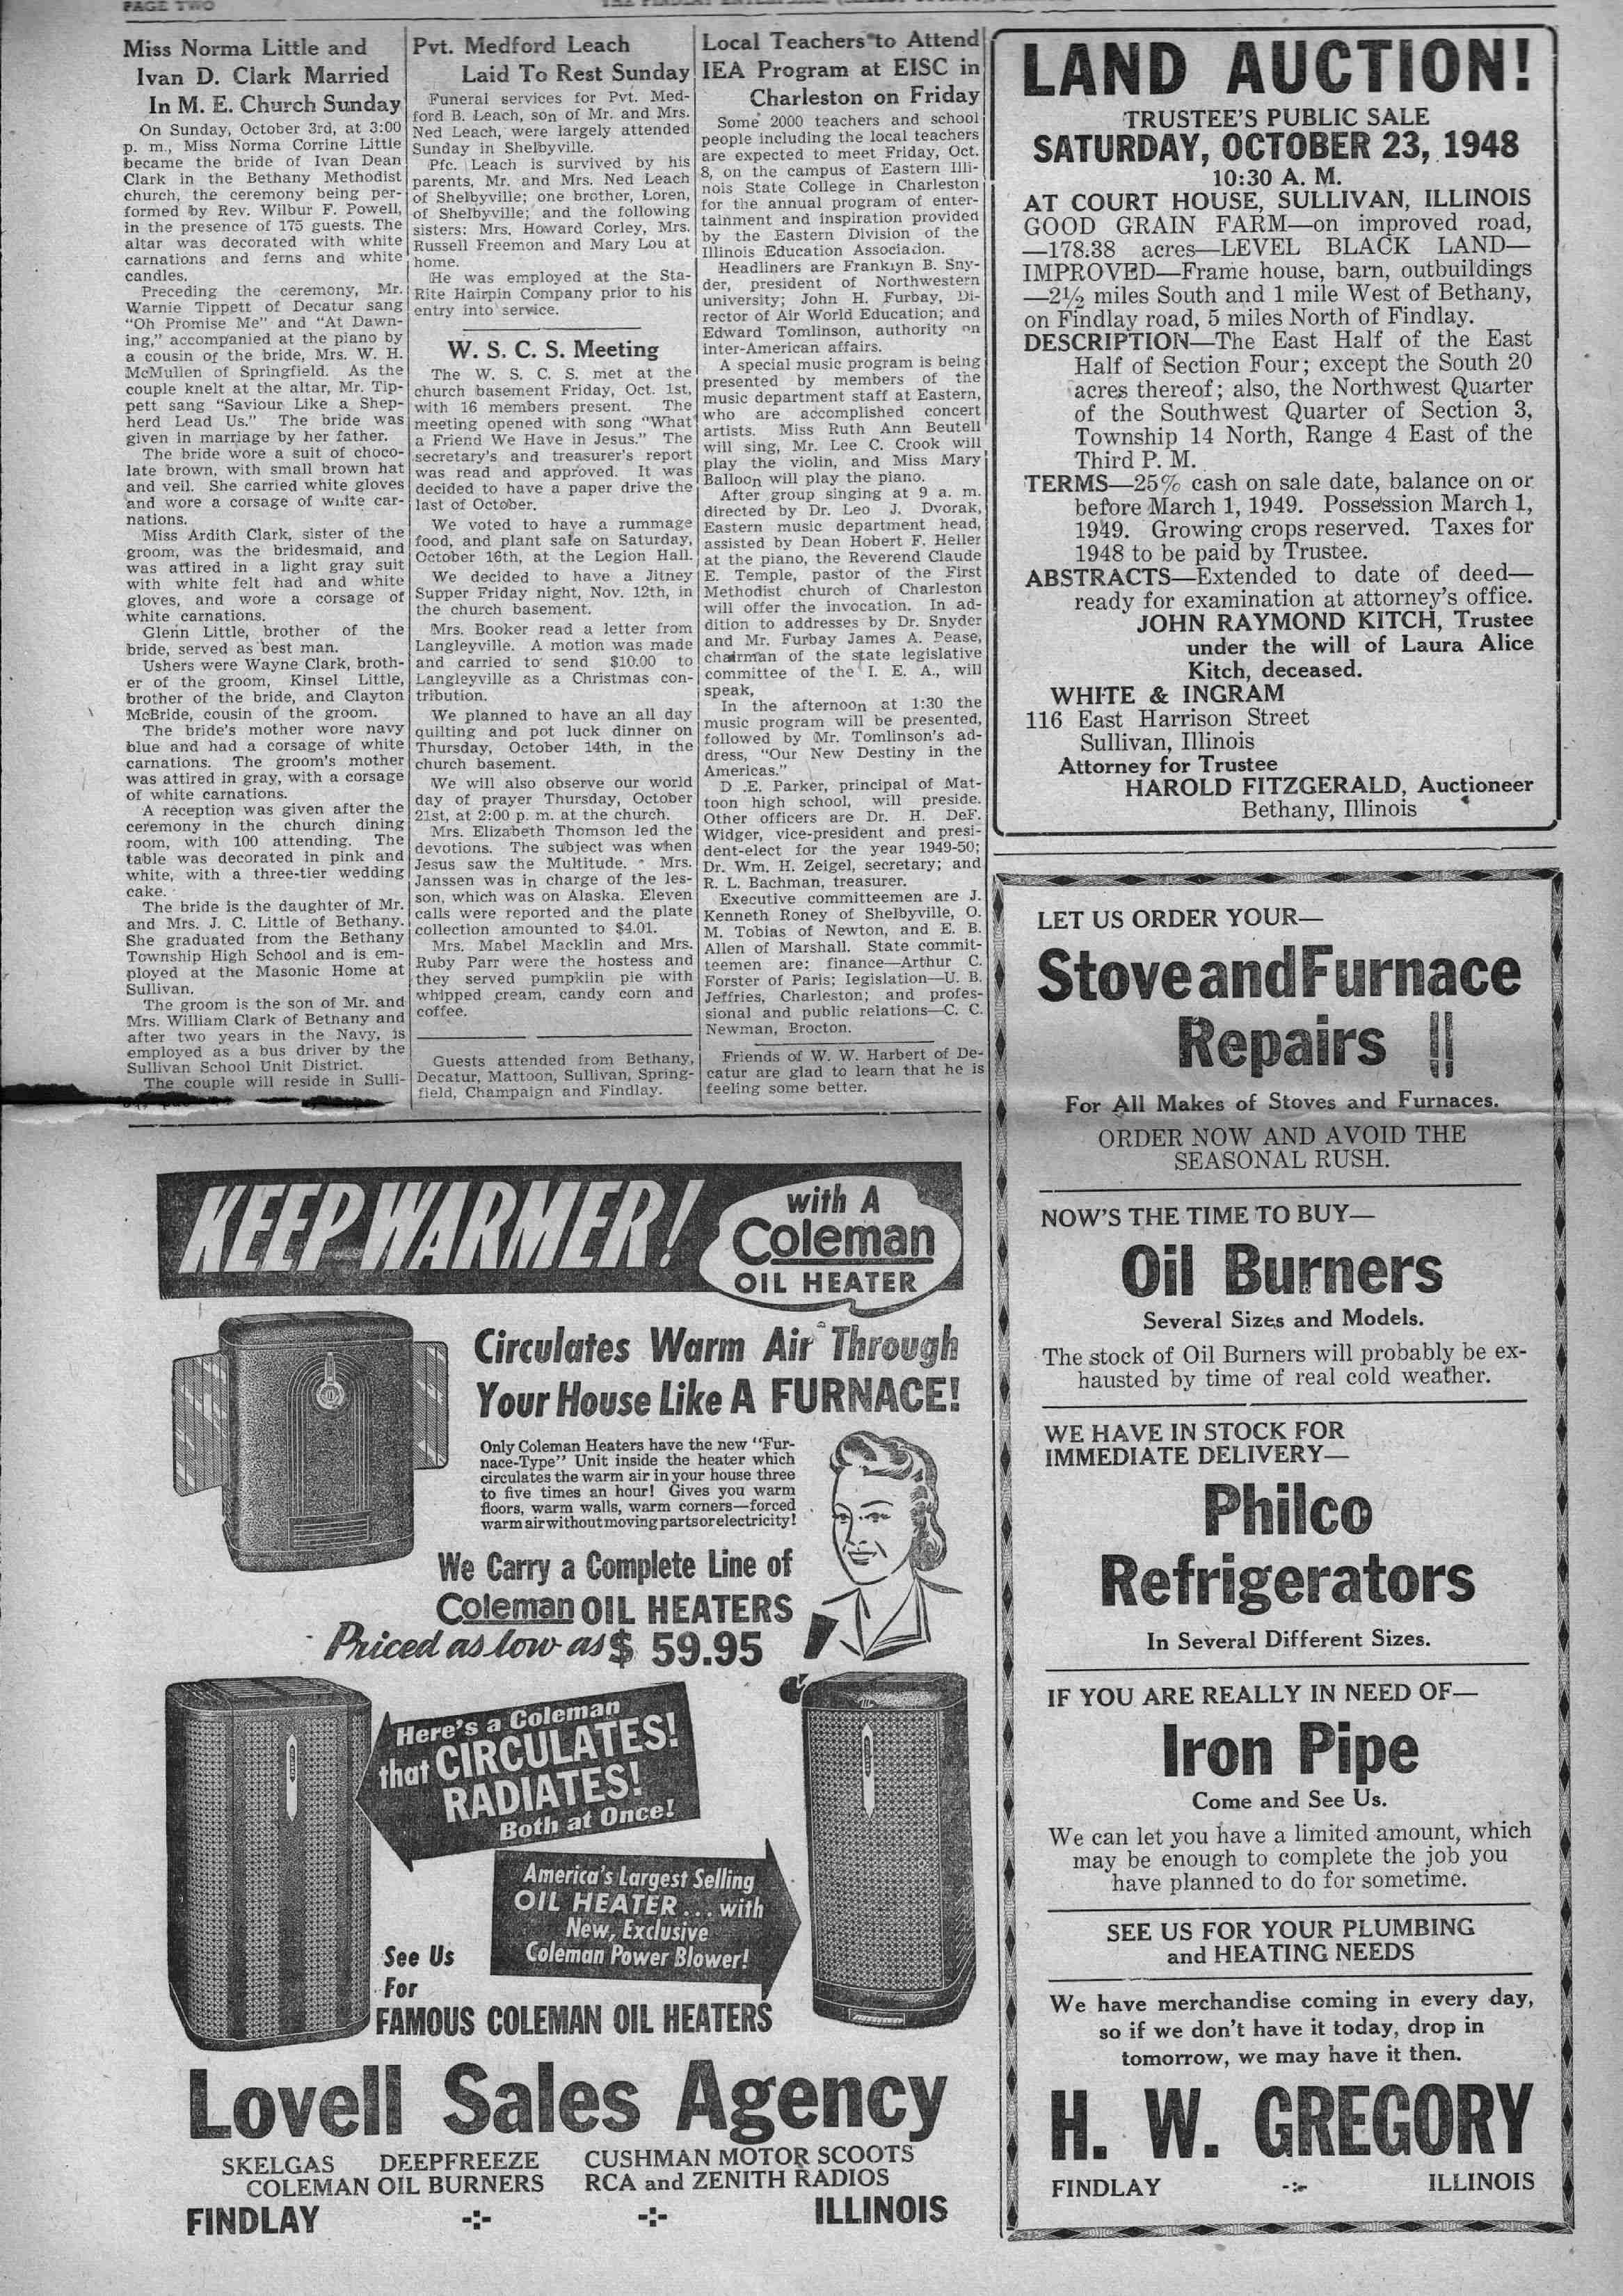 PAGE TWO
Miss Norma Little and
Ivan D. Clark Married
In M. E. Church Sunday
On Sunday, October 3rd, at 3:00
p. m., Miss Norma Corrine Little
became the bride of Ivan Dean
Clark in the Bethany Methodist
church, the ceremony being per-
formed by Rev. Wilbur F. Powell,
in the presence of 175 guests. The
altar was decorated with white
carnations and ferns and white
candles.
Preceding the ceremony, Mr.
Warnie Tippett of Decatur sang
"Oh Promise Me" and "At Dawn-
ing," accompanied at the piano by
a cousin of the bride, Mrs. W. H.
McMullen of Springfield. As the
couple knelt at the altar, Mr. Tip-
pett sang "Saviour Like a Shep-
herd Lead Us." The bride was
given in marriage by her father.
The bride wore a suit of choco-
late brown, with small brown hat
and veil. She carried white gloves
and wore a corsage of white car-
nations.
Miss Ardith Clark, sister of the
groom, was the bridesmaid, and
was attired in a light gray suit
with white felt had and white
gloves, and wore a corsage of
white carnations.
Glenn Little, brother of the
bride, served as best man.
Ushers were Wayne Clark, broth-
er of the groom, Kinsel Little,
brother of the bride, and Clayton
McBride, cousin of the groom.
The bride's mother wore navy
blue and had a corsage of white
carnations. The groom's mother
was attired in gray, with a corsage
of white carnations.
A reception was given after the
ceremony in the church dining
room, with 100 attending. The
table was decorated in pink and
white, with a three-tier wedding
cake.
The bride is the daughter of Mr.
and Mrs. J. C. Little of Bethany.
She graduated from the Bethany
Township High School and is em-
ployed at the Masonic Home at
Sullivan.
The groom is the son of Mr. and
Mrs. William Clark of Bethany and
after two years in the Navy, is
employed as a bus driver by the
Sullivan School Unit District.
The couple will reside in Sulli-
Pvt. Medford Leach
Laid To Rest Sunday
Funeral services for Pvt. Med-
ford B. Leach, son of Mr. and Mrs.
Ned Leach, were largely attended
Sunday in Shelbyville.
Pfc. Leach is survived by his
parents, Mr. and Mrs. Ned Leach
of Shelbyville; one brother, Loren,
of Shelbyville; and the following
sisters: Mrs. Howard Corley, Mrs.
Russell Freemon and Mary Lou at
home.
He was employed at the Sta-
Rite Hairpin Company prior to his
entry into service.
W. S. C. S. Meeting
The W. S. C. S. met at the
church basement Friday, Oct. 1st,
with 16 members present. The
meeting opened with song "What
a Friend We Have in Jesus." The
secretary's and treasurer's report
was read and approved. It was
decided to have a paper drive the
last of October.
We voted to have a rummage
food, and plant sale on Saturday,
October 16th, at the Legion Hall.
We decided to have a Jitney
Supper Friday night, Nov. 12th, in
the church basement.
Mrs. Booker read a letter from
Langleyville. A motion was made
and carried to send $10.00 to
Langleyville as a Christmas con-
tribution.
We planned to have an all day
quilting and pot luck dinner on
Thursday, October 14th, in the
church basement.
We will also observe our world
day of prayer Thursday, October
21st, at 2:00 p. m. at the church.
Mrs. Elizabeth Thomson led the
devotions. The subject was when
Jesus saw the Multitude. Mrs.
Janssen was in charge of the les-
son, which was on Alaska. Eleven
calls were reported and the plate
collection amounted to $4.01.
Mrs. Mabel Macklin and Mrs.
Ruby Parr were the hostess and
they served pumpkin pie with
whipped cream, candy corn and
coffee.
Guests attended from Bethany,
Decatur, Mattoon, Sullivan, Spring-
field, Champaign and Findlay.
Local Teachers to Attend
IEA Program at EISC in
Charleston on Friday
Some 2000 teachers and school
people including the local teachers
are expected to meet Friday, Oct.
8, on the campus of Eastern Illi-
nois State College in Charleston
for the annual program of enter-
tainment and inspiration provided
by the Eastern Division of the
Illinois Education Association.
Headliners are Franklyn B. Sny-
der, president of Northwestern
university; John H. Furbay, Di-
rector of Air World Education; and
Edward Tomlinson, authority on
inter-American affairs.
A special music program is being
presented by members of the
music department staff at Eastern,
who are accomplished concert
artists. Miss Ruth Ann Beutell
will sing, Mr. Lee C. Crook will
play the violin, and Miss Mary
Balloon will play the piano.
After group singing at 9 a. m.
directed by Dr. Leo J. Dvorak,
Eastern music department head,
assisted by Dean Hobert F. Heller
at the piano, the Reverend Claude
E. Temple, pastor of the First
Methodist church of Charleston
will offer the invocation. In ad-
dition to addresses by Dr. Snyder
and Mr. Furbay James A. Pease,
chairman of the state legislative
committee of the I. E. A., will
speak,
In the afternoon at 1:30 the
music program will be presented,
followed by Mr. Tomlinson's ad-
dress, "Our New Destiny in the
Americas."
D .E. Parker, principal of Mat-
toon high school, will preside.
Other officers are Dr. H. DeF.
Widger, vice-president and presi-
dent-elect for the year 1949-50;
Dr. Wm. H. Zeigel, secretary; and
R. L. Bachman, treasurer.
Executive committeemen are J.
Kenneth Roney of Shelbyville, O.
M. Tobias of Newton, and E. B.
Allen of Marshall. State commit-
teemen are: finance—Arthur C.
Forster of Paris; legislation—U. B.
Jeffries, Charleston; and profes-
sional and public relations—C. C.
Newman, Brocton.
Friends of W. W. Harbert of De-
catur are glad to learn that he is
feeling some better.
LAND AUCTION!
TRUSTEE'S PUBLIC SALE
SATURDAY, OCTOBER 23, 1948
10:30 A. M.
AT COURT HOUSE, SULLIVAN, ILLINOIS
GOOD GRAIN FARM—on improved road,
—178.38 acres—LEVEL BLACK LAND—
IMPROVED—Frame house, barn, outbuildings
—2½ miles South and 1 mile West of Bethany,
on Findlay road, 5 miles North of Findlay.
DESCRIPTION—The East Half of the East
Half of Section Four; except the South 20
acres thereof; also, the Northwest Quarter
of the Southwest Quarter of Section 3,
Township 14 North, Range 4 East of the
Third P. M.
TERMS—25% cash on sale date, balance on or
before March 1, 1949. Possession March 1,
1949. Growing crops reserved. Taxes for
1948 to be paid by Trustee.
ABSTRACTS—Extended to date of deed—
ready for examination at attorney's office.
JOHN RAYMOND KITCH, Trustee
under the will of Laura Alice
Kitch, deceased.
WHITE & INGRAM
116 East Harrison Street
Sullivan, Illinois
Attorney for Trustee
HAROLD FITZGERALD, Auctioneer
Bethany, Illinois
KEEP WARMER!
with A
Coleman
OIL HEATER
Circulates Warm Air Through
Your House Like A FURNACE!
Only Coleman Heaters have the new "Fur-
nace-Type" Unit inside the heater which
circulates the warm air in your house three
to five times an hour! Gives you warm
floors, warm walls, warm corners—forced
warm air without moving parts or electricity!
We Carry a Complete Line of
Coleman OIL HEATERS
Priced as low as $ 59.95
Here's a Coleman
that CIRCULATES!
RADIATES!
Both at Once!
America's Largest Selling
OIL HEATER . . . with
New, Exclusive
Coleman Power Blower!
See Us
For
FAMOUS COLEMAN OIL HEATERS
Lovell Sales Agency
SKELGAS DEEPFREEZE CUSHMAN MOTOR SCOOTS
COLEMAN OIL BURNERS RCA and ZENITH RADIOS
FINDLAY -:- -:- ILLINOIS
LET US ORDER YOUR—
Stove and Furnace
Repairs !!
For All Makes of Stoves and Furnaces.
ORDER NOW AND AVOID THE
SEASONAL RUSH.
NOW'S THE TIME TO BUY—
Oil Burners
Several Sizes and Models.
The stock of Oil Burners will probably be ex-
hausted by time of real cold weather.
WE HAVE IN STOCK FOR
IMMEDIATE DELIVERY—
Philco
Refrigerators
In Several Different Sizes.
IF YOU ARE REALLY IN NEED OF—
Iron Pipe
Come and See Us.
We can let you have a limited amount, which
may be enough to complete the job you
have planned to do for sometime.
SEE US FOR YOUR PLUMBING
and HEATING NEEDS
We have merchandise coming in every day,
so if we don't have it today, drop in
tomorrow, we may have it then.
H. W. GREGORY
FINDLAY -:- ILLINOIS